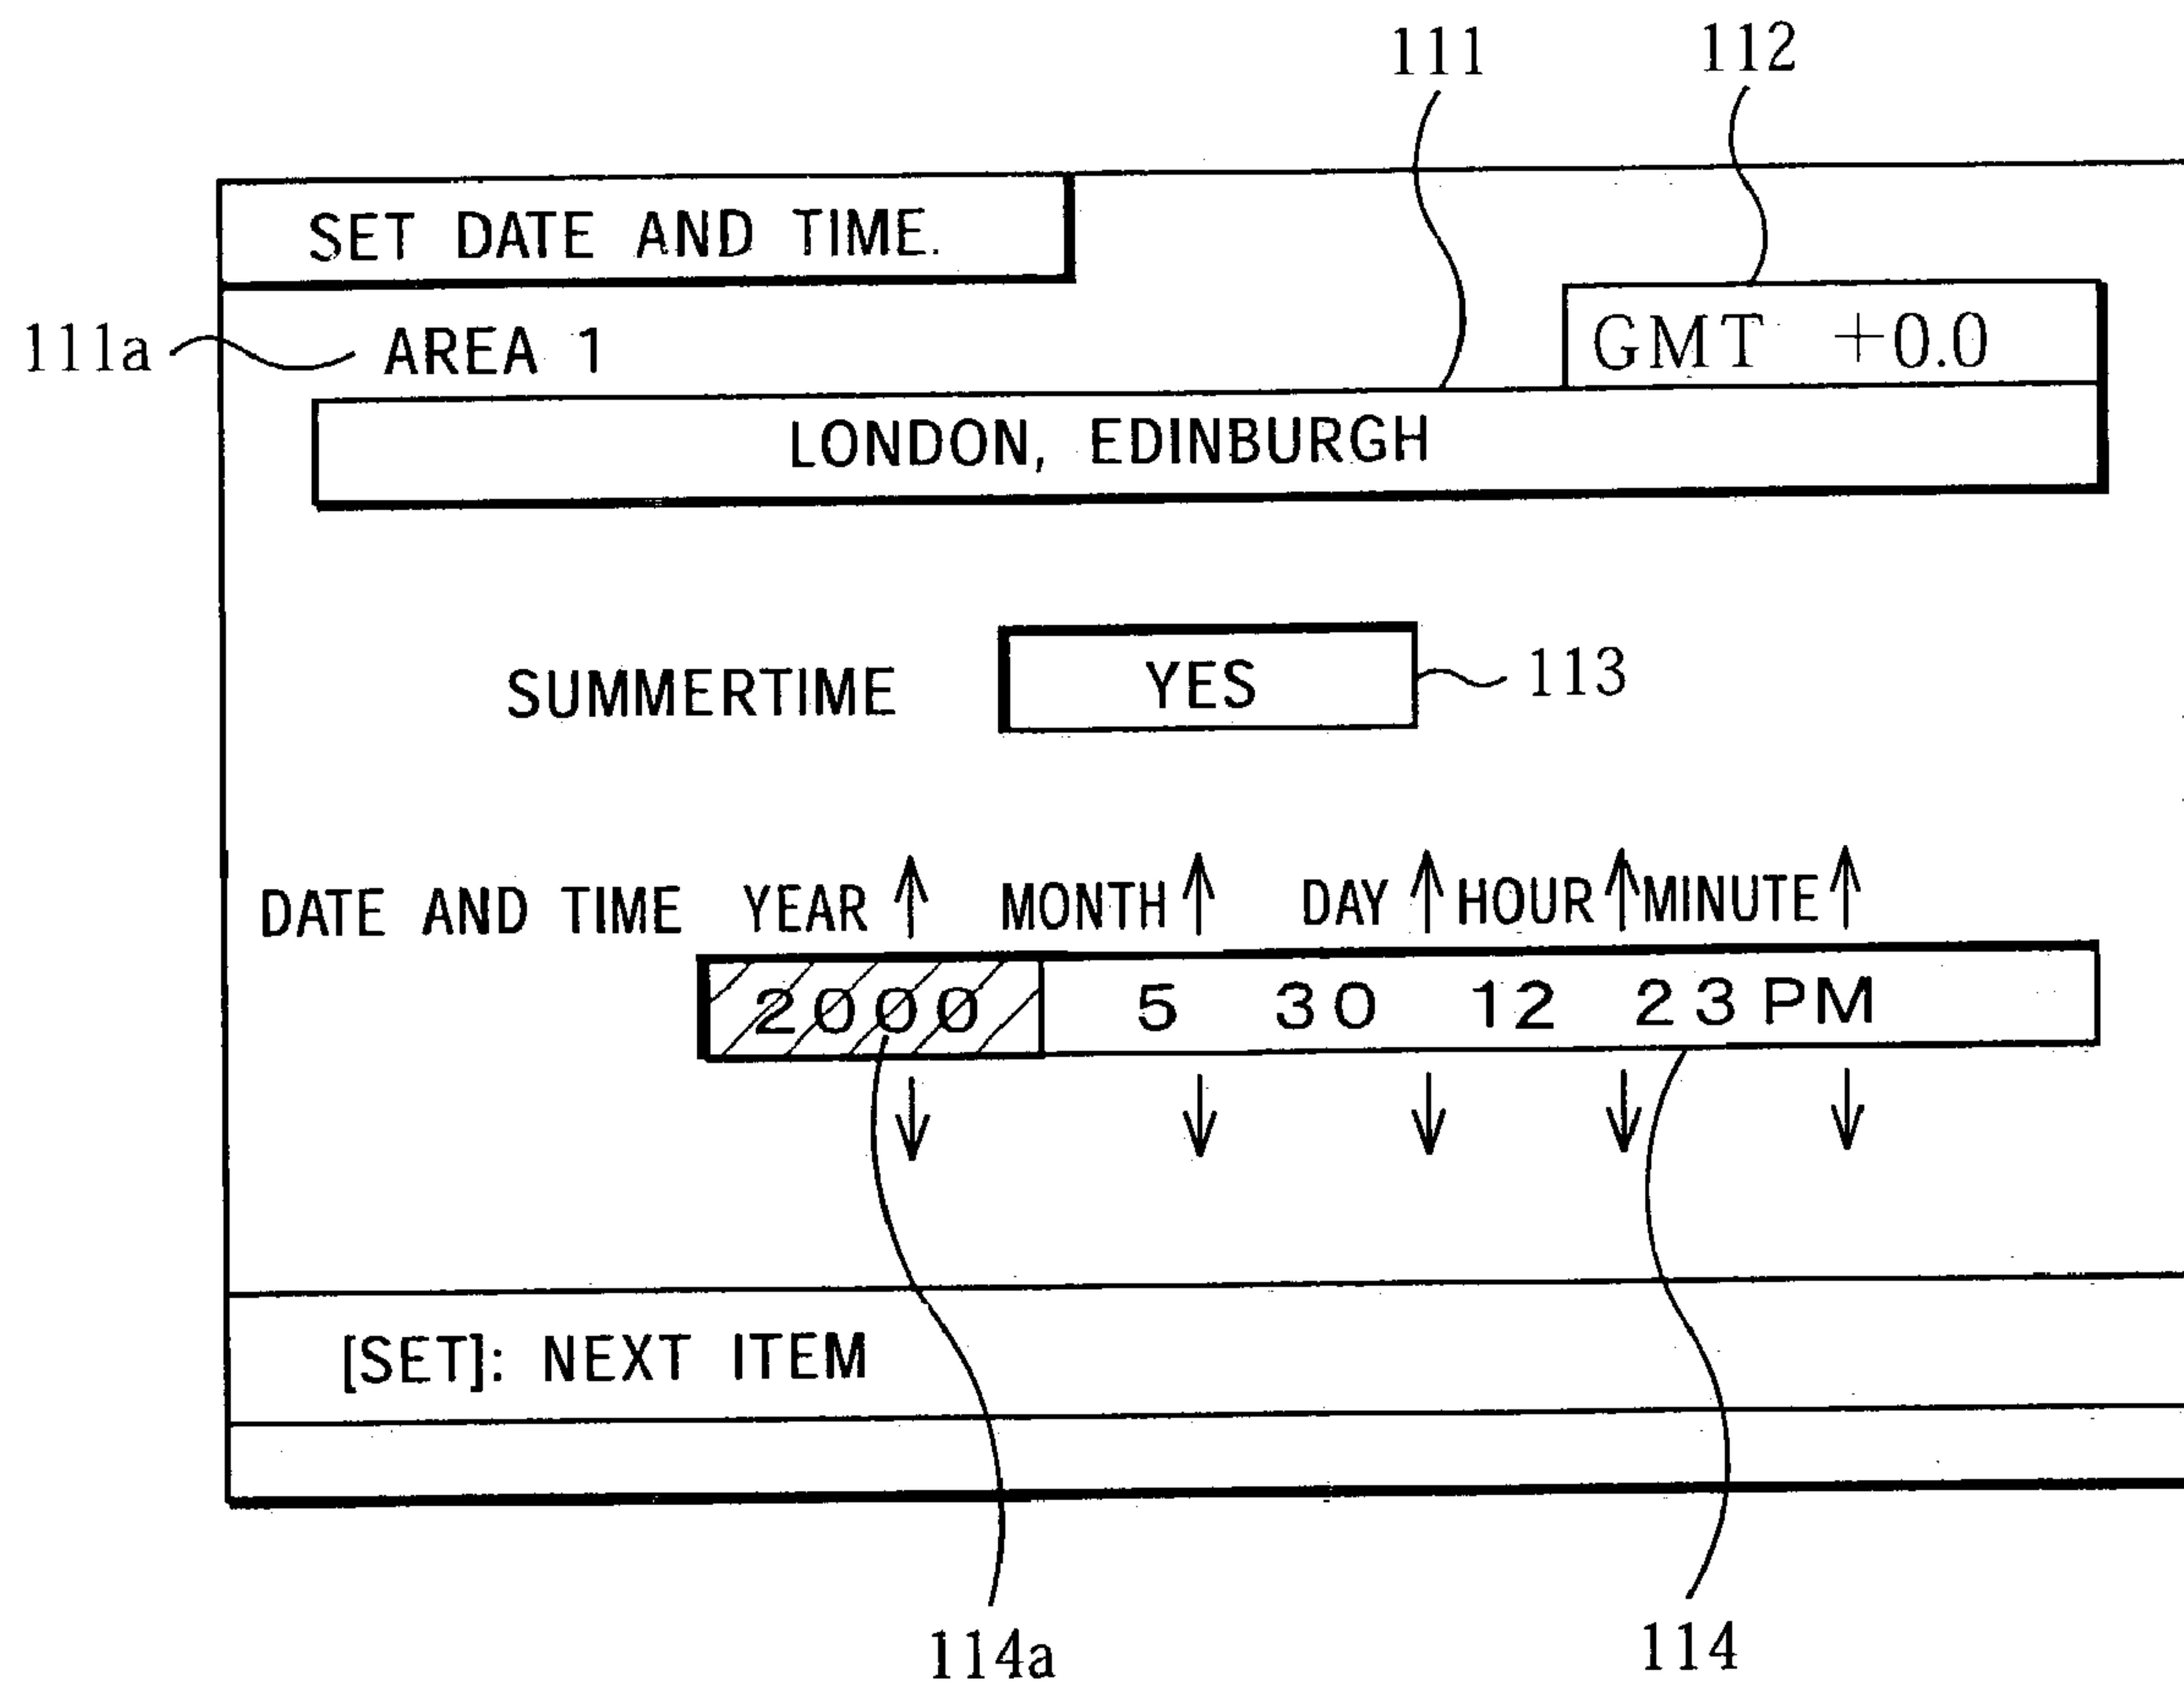 111 112
SET DATE AND TIME.
111a AREA 1 GMT +0.0
LONDON, EDINBURGH
SUMMERTIME YES 113
DATE AND TIME YEAR ↑ MONTH ↑ DAY ↑ HOUR ↑ MINUTE ↑
2000 5 30 12 23 PM
↓ ↓ ↓ ↓ ↓
[SET]: NEXT ITEM
114a 114